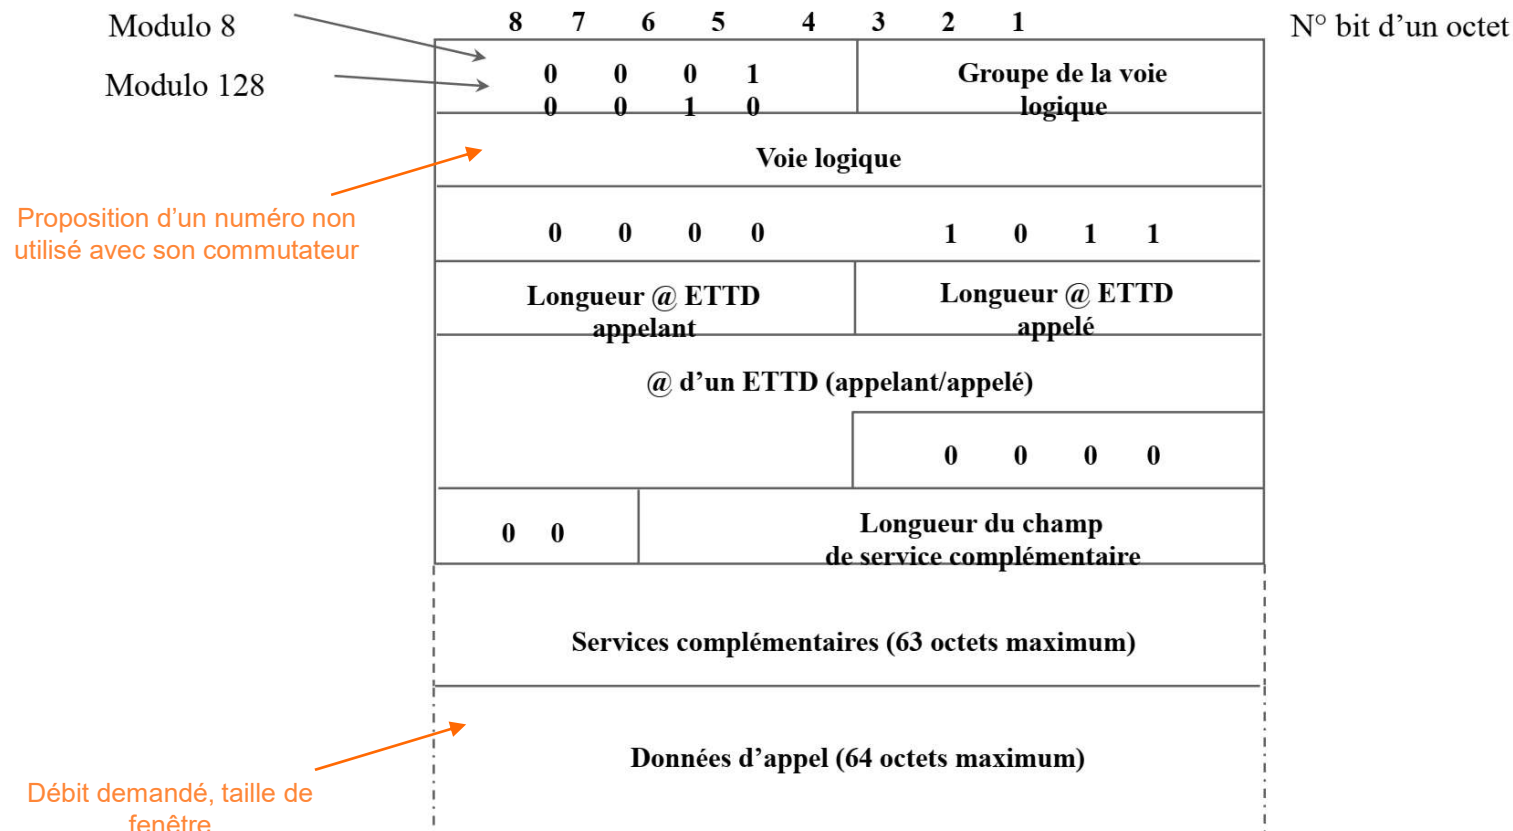 Modulo 8
8 7 6 5 4 3 2 1
N° bit d’un octet
Modulo 128
0 0 0 1
0 0 1 0
Groupe de la voie
logique
Voie logique
Proposition d’un numéro non
utilisé avec son commutateur
0 0 0 0 1 0 1 1
Longueur @ ETTD
appelant
Longueur @ ETTD
appelé
@ d’un ETTD (appelant/appelé)
0 0 0 0
0 0
Longueur du champ
de service complémentaire
Services complémentaires (63 octets maximum)
Données d’appel (64 octets maximum)
Débit demandé, taille de
fenêtre